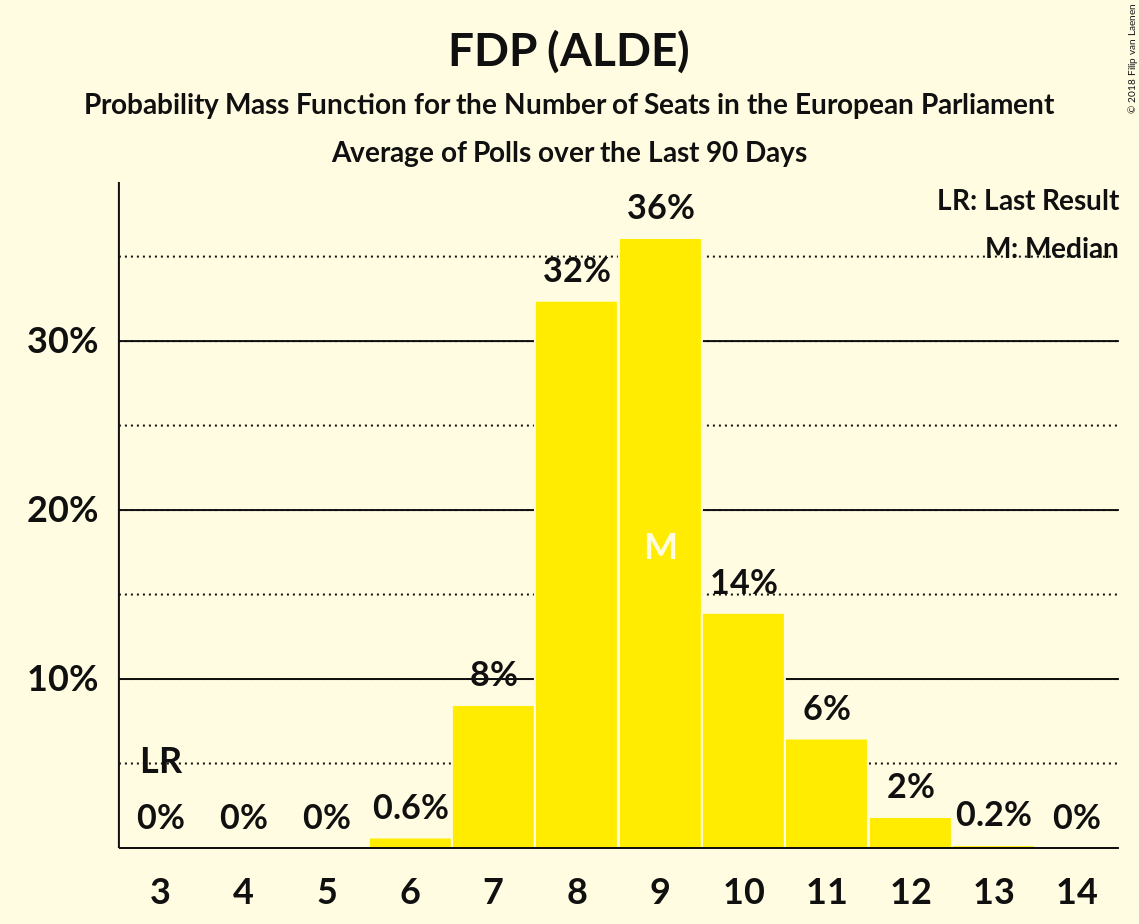 FDP (ALDE)
Probability Mass Function for the Number of Seats in the European Parliament
Average of Polls over the Last 90 Days
© 2018 Filip van Laenen
LR: Last Result
M: Median
36%
32%
30%
20%
M
14%
10%
8%
6%
LR
2%
0% 0% 0% 0.6% 0.2% 0%
3 4 5 6 7 8 9 10 11 12 13 14